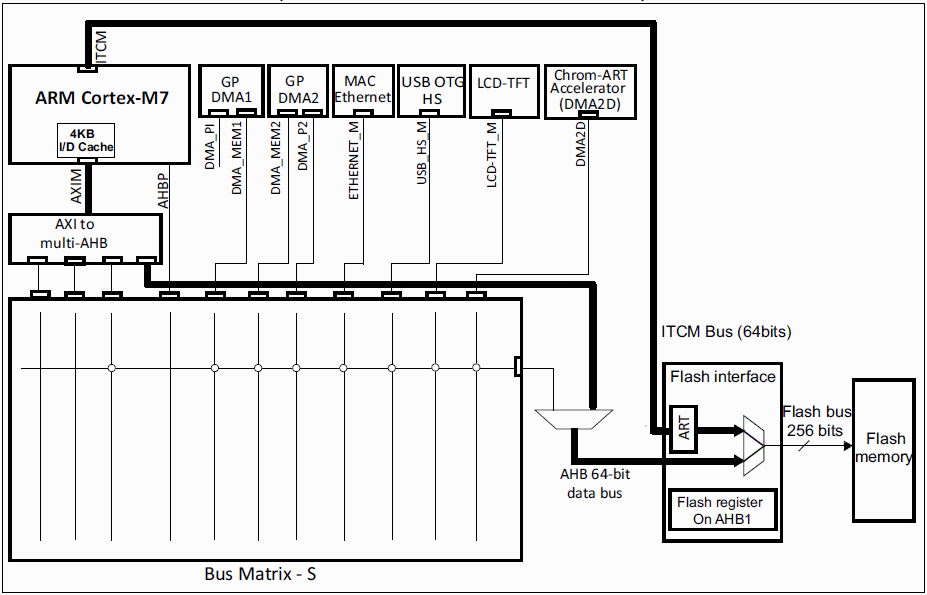 ITCM
ARM Cortex-M7
4KB
I/D Cache
GP
DMA1
GP
DMA2
MAC
Ethernet
USB OTG
HS
LCD-TFT
Chrom-ART
Accelerator
(DMA2D)
AXIM
AHBP
DMA_PI
DMA_MEM1
DMA_MEM2
DMA_P2
ETHERNET_M
USB_HS_M
LCD-TFT_M
DMA2D
AXI to
multi-AHB
ITCM Bus (64bits)
Flash interface
ART
Flash bus
256 bits
Flash
memory
AHB 64-bit
data bus
Flash register
On AHB1
Bus Matrix - S